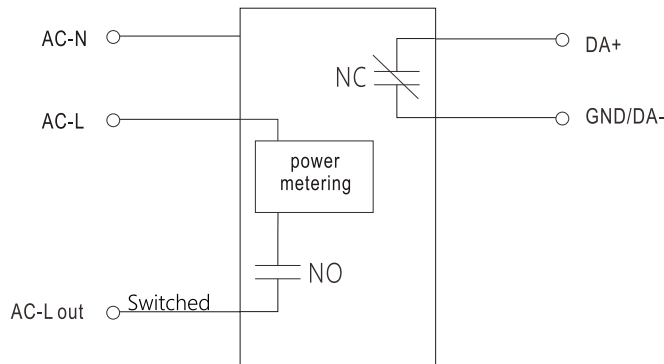 AC-N
DA+
NC
AC-L
GND/DA-
power
metering
NO
AC-L out
Switched